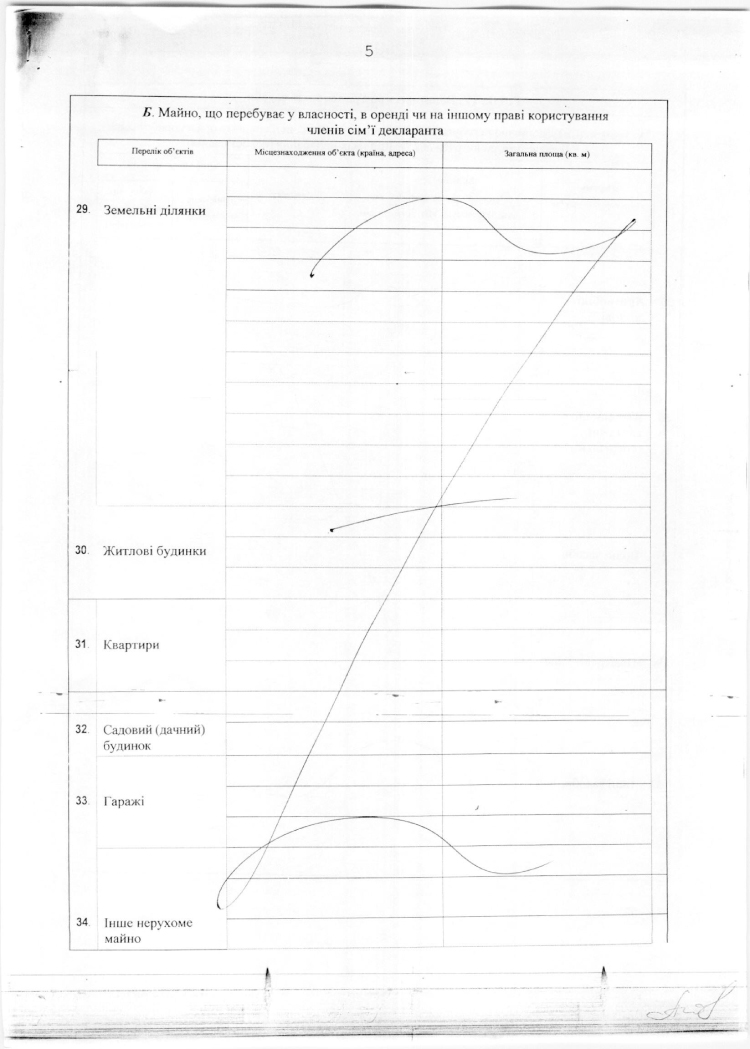 5
Б. Майно, що перебуває у власності, в оренді чи на іншому праві користування
членів сім'ї декларанта
Перелік об'єктів Місцезнаходження об'єкта (країна, адреса) Загальна площа (кв. м)
29. Земельні ділянки
30. Житлові будинки
31. Квартири
32. Садовий (дачний)
будинок
33. Гаражі
34. Інше нерухоме
майно